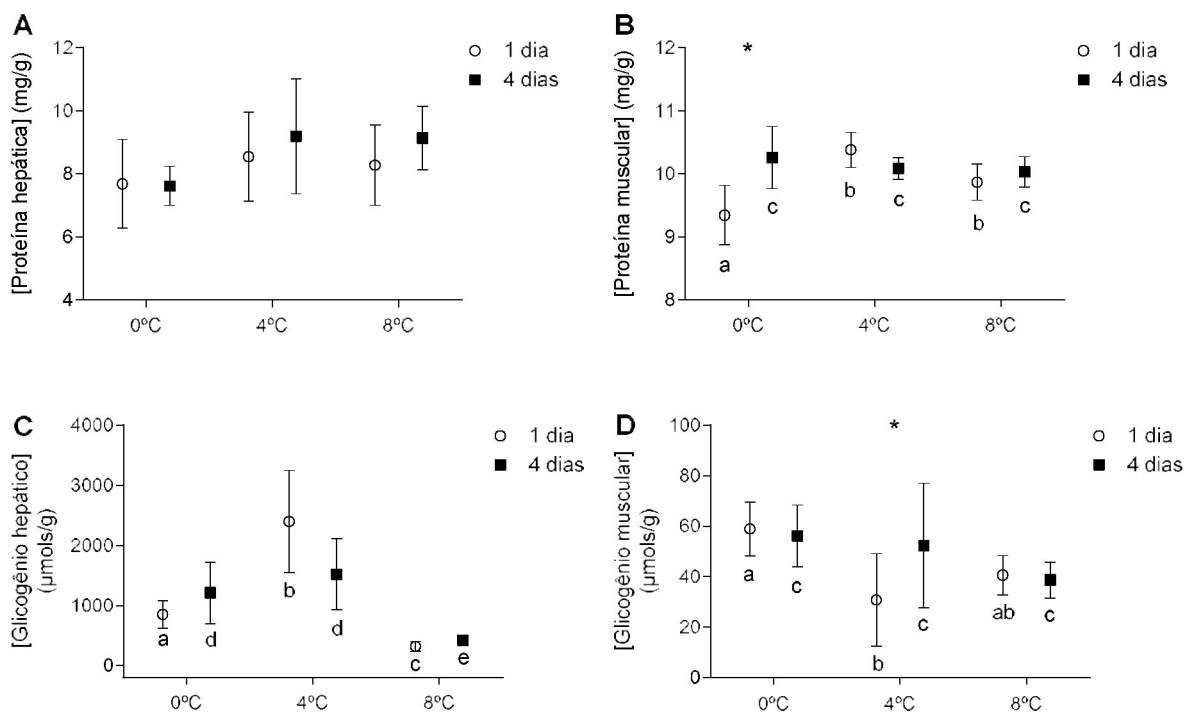 A
[Proteína hepática] (mg/g)
12
10
8
6
4
0ºC
4ºC
8ºC
1 dia
4 dias
B
[Proteína muscular] (mg/g)
12
11
10
9
8
*
a
c
b
c
b
c
0ºC
4ºC
8ºC
1 dia
4 dias
C
[Glicogênio hepático]
(µmols/g)
4000
3000
2000
1000
0
a
d
b
d
c
e
0ºC
4ºC
8ºC
1 dia
4 dias
D
[Glicogênio muscular]
(µmols/g)
100
80
60
40
20
0
*
a
c
b
c
ab
c
0ºC
4ºC
8ºC
1 dia
4 dias